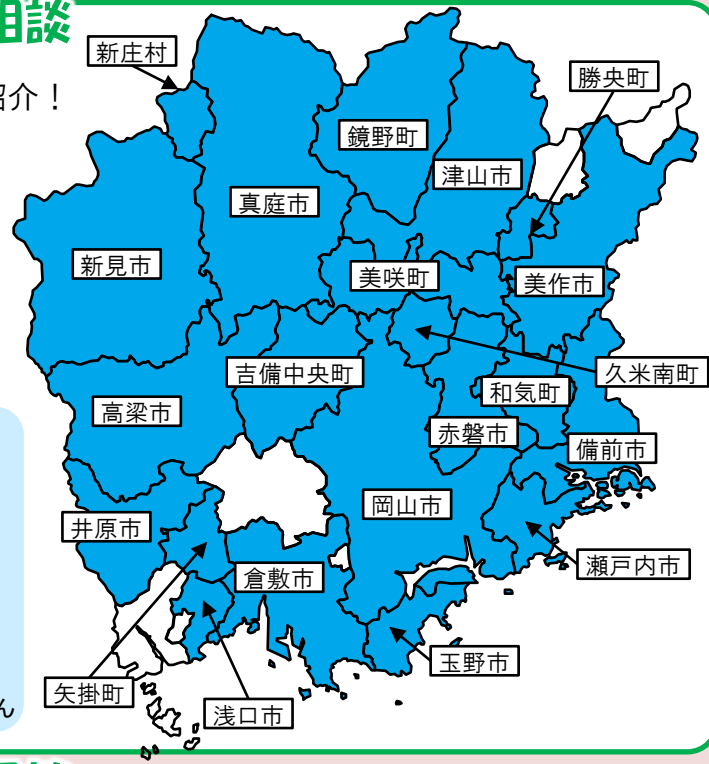 相談
紹介！
新庄村
勝央町
鏡野町
津山市
真庭市
新見市
美咲町
美作市
吉備中央町
久米南町
和気町
高梁市
赤磐市
備前市
岡山市
井原市
瀬戸内市
倉敷市
玉野市
矢掛町
浅口市
ん